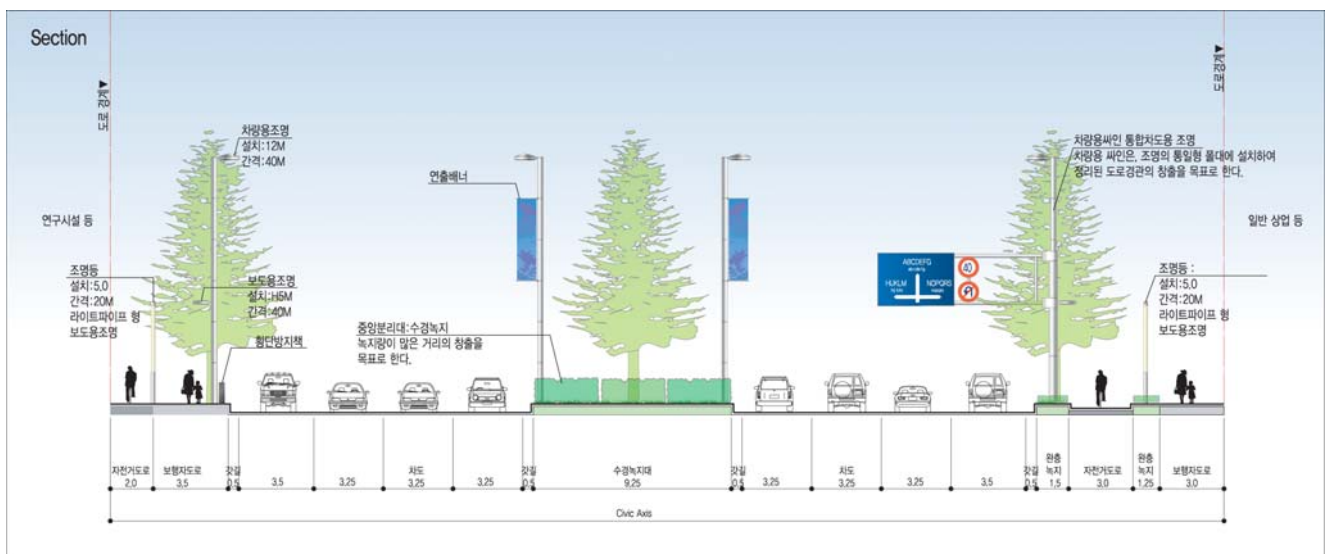 Section
도로 경계▼
도로 경계▼
차량용조명
설치:12M
간격:40M
차량용싸인 통합차도용 조명
차량용 싸인은, 조명의 통일형 폴대에 설치하여
정리된 도로경관의 창출을 목표로 한다.
연출배너
연구시설 등
일반 상업 등
조명등
설치:5.0
간격:20M
라이트파이프 형
보도용조명
보도용조명
설치:H5M
간격:40M
ABCDEFG
HIJKLM
NOPQRS
40
조명등 :
설치:5.0
간격:20M
라이트파이프 형
보도용조명
중앙분리대:수경녹지
녹지량이 많은 거리의 창출을
목표로 한다.
횡단방지책
자전거도로 보행자도로 갓길 차도 갓길 수경녹지대 갓길 차도 갓길 완충녹지 자전거도로 완충녹지 보행자도로
2.0 3.5 0.5 3.5 3.25 3.25 3.25 0.5 9.25 0.5 3.25 3.25 3.25 3.5 0.5 1.5 3.0 1.25 3.0
Civic Axis